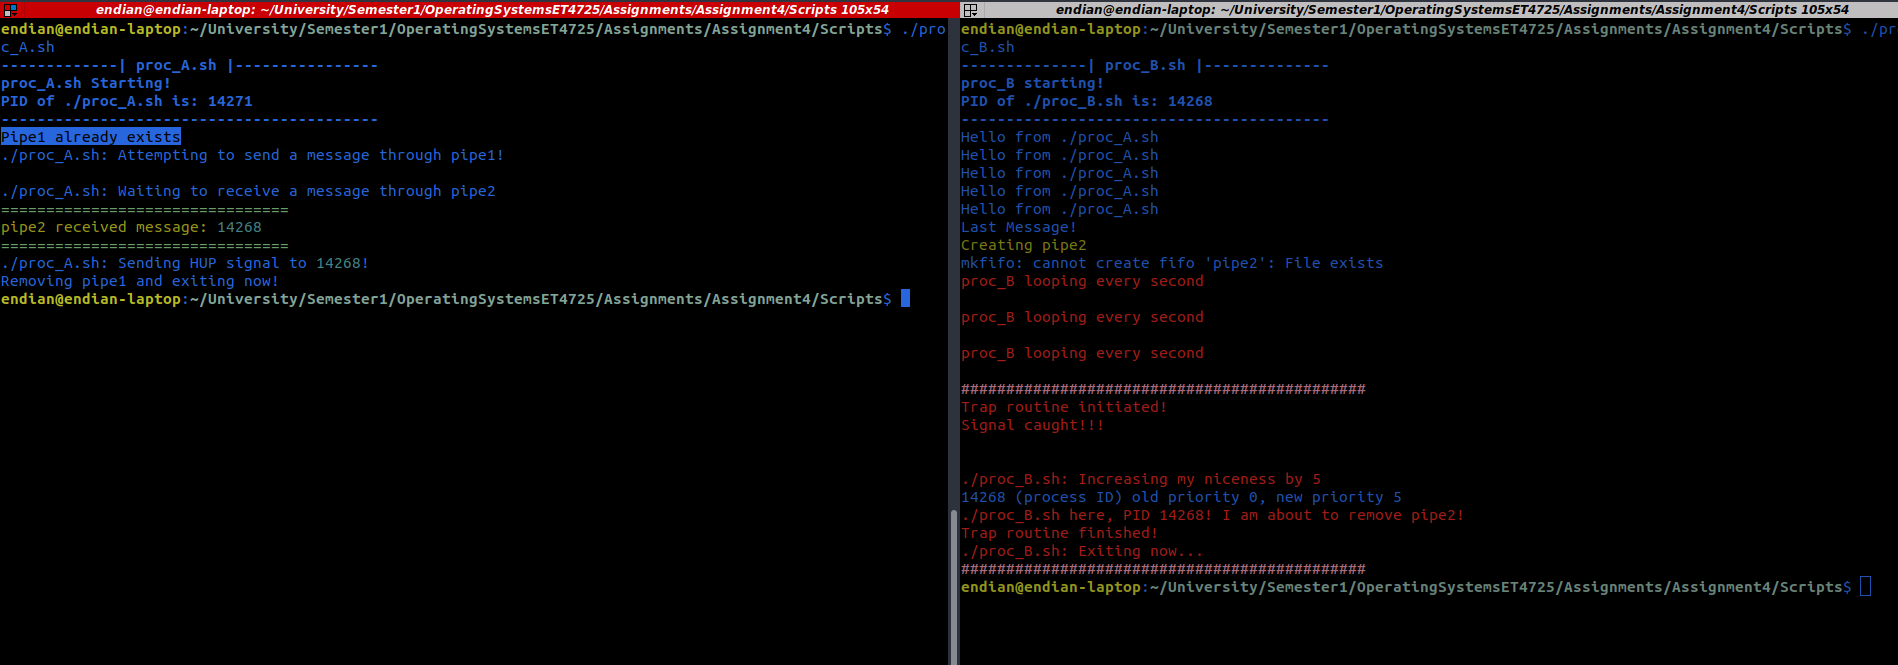 endian@endian-laptop: ~/University/Semester1/OperatingSystemsET4725/Assignments/Assignment4/Scripts 105x54
endian@endian-laptop:~/University/Semester1/OperatingSystemsET4725/Assignments/Assignment4/Scripts$ ./pro
c_A.sh
-------------| proc_A.sh |----------------
proc_A.sh Starting!
PID of ./proc_A.sh is: 14271
------------------------------------------
Pipe1 already exists
./proc_A.sh: Attempting to send a message through pipe1!
./proc_A.sh: Waiting to receive a message through pipe2
================================
pipe2 received message: 14268
================================
./proc_A.sh: Sending HUP signal to 14268!
Removing pipe1 and exiting now!
endian@endian-laptop:~/University/Semester1/OperatingSystemsET4725/Assignments/Assignment4/Scripts$
endian@endian-laptop: ~/University/Semester1/OperatingSystemsET4725/Assignments/Assignment4/Scripts 105x54
endian@endian-laptop:~/University/Semester1/OperatingSystemsET4725/Assignments/Assignment4/Scripts$ ./pr
c_B.sh
--------------| proc_B.sh |--------------
proc_B starting!
PID of ./proc_B.sh is: 14268
-----------------------------------------
Hello from ./proc_A.sh
Hello from ./proc_A.sh
Hello from ./proc_A.sh
Hello from ./proc_A.sh
Hello from ./proc_A.sh
Last Message!
Creating pipe2
mkfifo: cannot create fifo 'pipe2': File exists
proc_B looping every second
proc_B looping every second
proc_B looping every second
#############################################
Trap routine initiated!
Signal caught!!!
./proc_B.sh: Increasing my niceness by 5
14268 (process ID) old priority 0, new priority 5
./proc_B.sh here, PID 14268! I am about to remove pipe2!
Trap routine finished!
./proc_B.sh: Exiting now...
#############################################
endian@endian-laptop:~/University/Semester1/OperatingSystemsET4725/Assignments/Assignment4/Scripts$